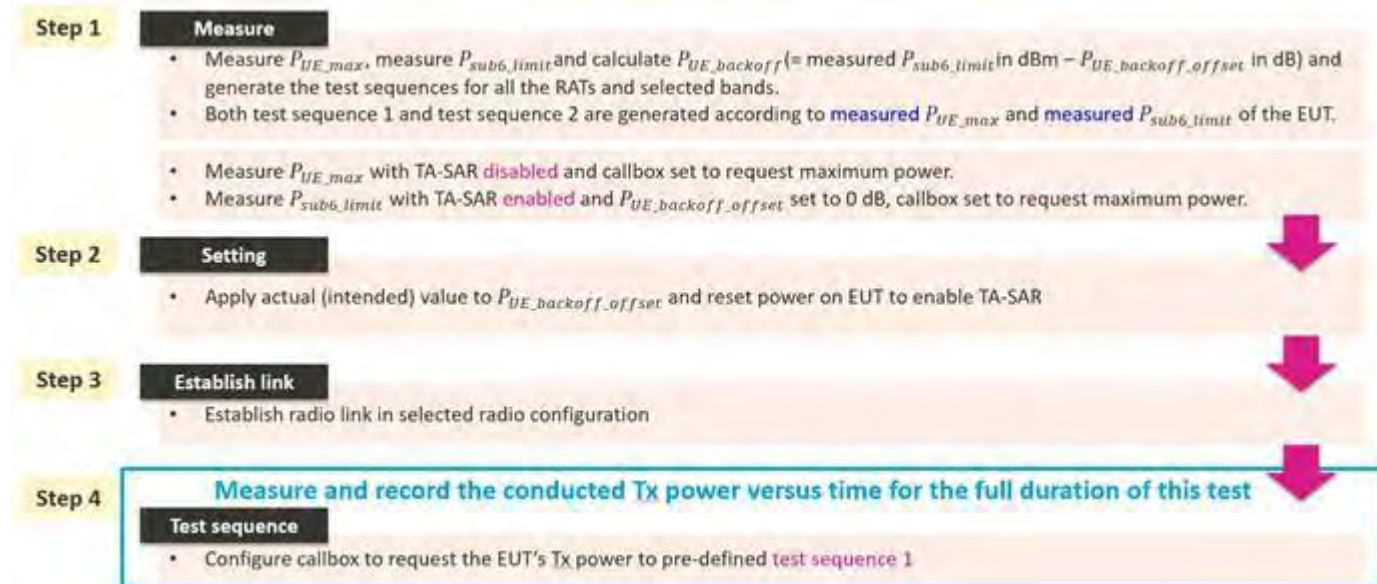 Step 1
Measure
• Measure P_UE_max, measure P_sub6_limit and calculate P_UE_backoff (= measured P_sub6_limit in dBm – P_UE_backoff_offset in dB) and
generate the test sequences for all the RATs and selected bands.
• Both test sequence 1 and test sequence 2 are generated according to measured P_UE_max and measured P_sub6_limit of the EUT.
• Measure P_UE_max with TA-SAR disabled and callbox set to request maximum power.
• Measure P_sub6_limit with TA-SAR enabled and P_UE_backoff_offset set to 0 dB, callbox set to request maximum power.
Step 2
Setting
• Apply actual (intended) value to P_UE_backoff_offset and reset power on EUT to enable TA-SAR
Step 3
Establish link
• Establish radio link in selected radio configuration
Step 4
Measure and record the conducted Tx power versus time for the full duration of this test
Test sequence
• Configure callbox to request the EUT's Tx power to pre-defined test sequence 1